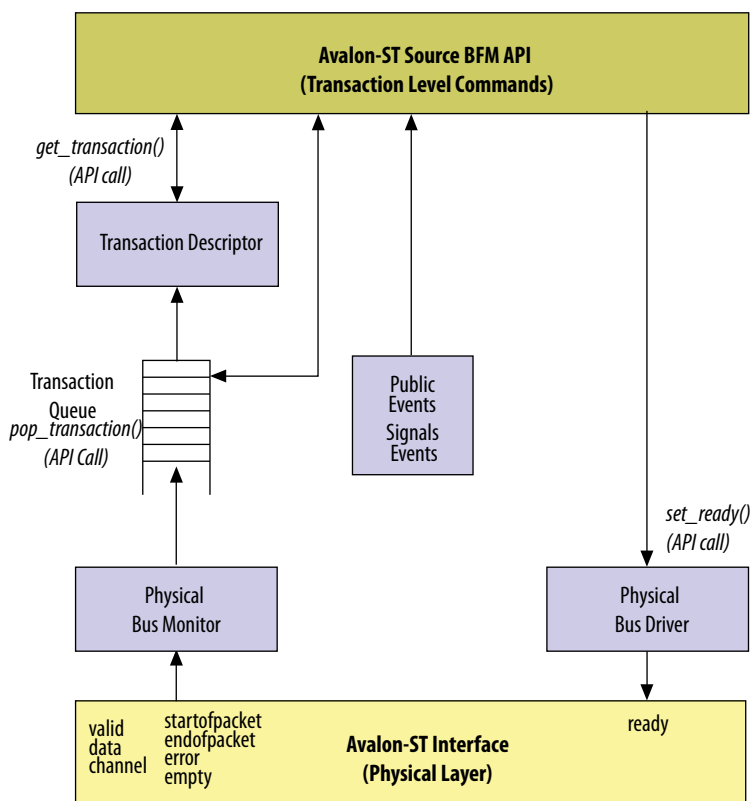 Avalon-ST Source BFM API
(Transaction Level Commands)
get_transaction()
(API call)
Transaction Descriptor
Transaction
Queue
pop_transaction()
(API Call)
Public
Events
Signals
Events
set_ready()
(API call)
Physical
Bus Monitor
Physical
Bus Driver
valid
data
channel
startofpacket
endofpacket
error
empty
Avalon-ST Interface
(Physical Layer)
ready